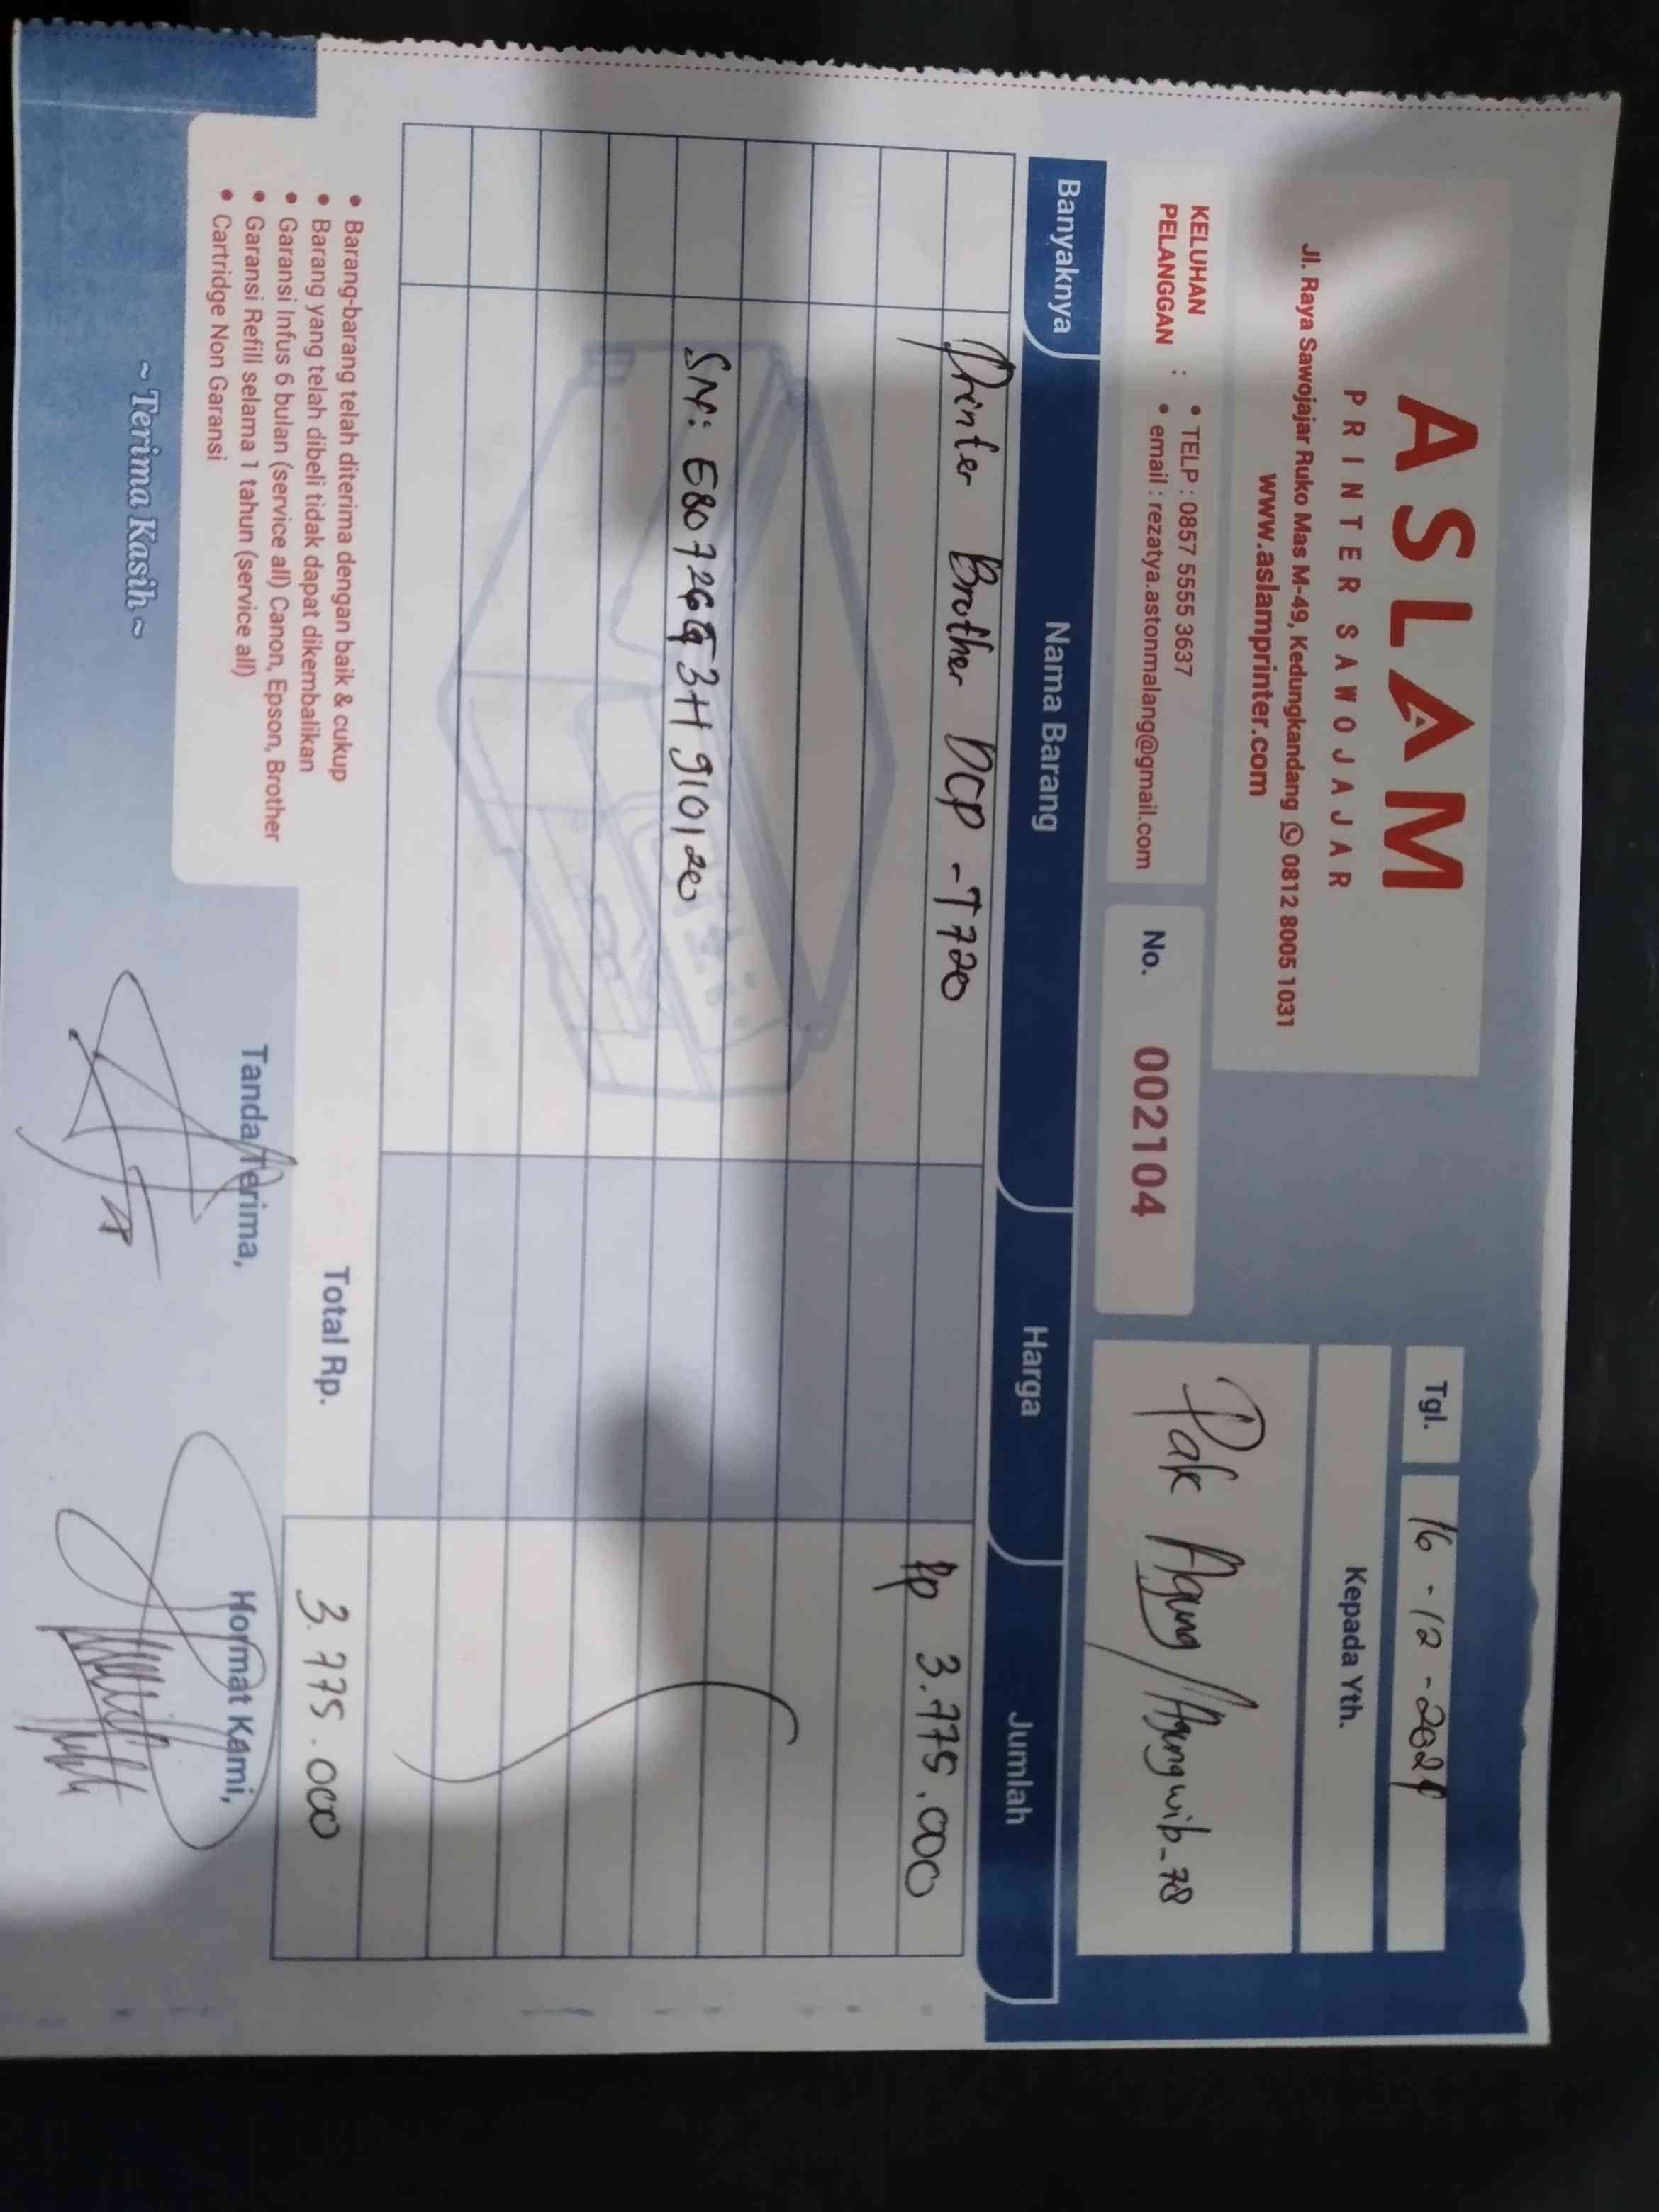 ASLAM
PRINTER SAWOJAJAR
Jl. Raya Sawojajar Ruko Mas M-49, Kedungkandang 0812 8005 1031
www.aslamprinter.com
KELUHAN PELANGGAN :
• TELP : 0857 5555 3637
• email : rezatya.astonmalang@gmail.com
No. 002104
Tgl. 16-12-2024
Kepada Yth.
Pak Agung/Agungwib_78
Banyaknya Nama Barang Harga Jumlah
Printer Brother DCP-T720 Rp 3.775.000
SN: E80726G3H910120
Total Rp. 3.775.000
• Barang-barang telah diterima dengan baik & cukup
• Barang yang telah dibeli tidak dapat dikembalikan
• Garansi Infus 6 bulan (service all) Canon, Epson, Brother
• Garansi Refill selama 1 tahun (service all)
• Cartridge Non Garansi
~ Terima Kasih ~
Tanda Terima,
Hormat Kami,